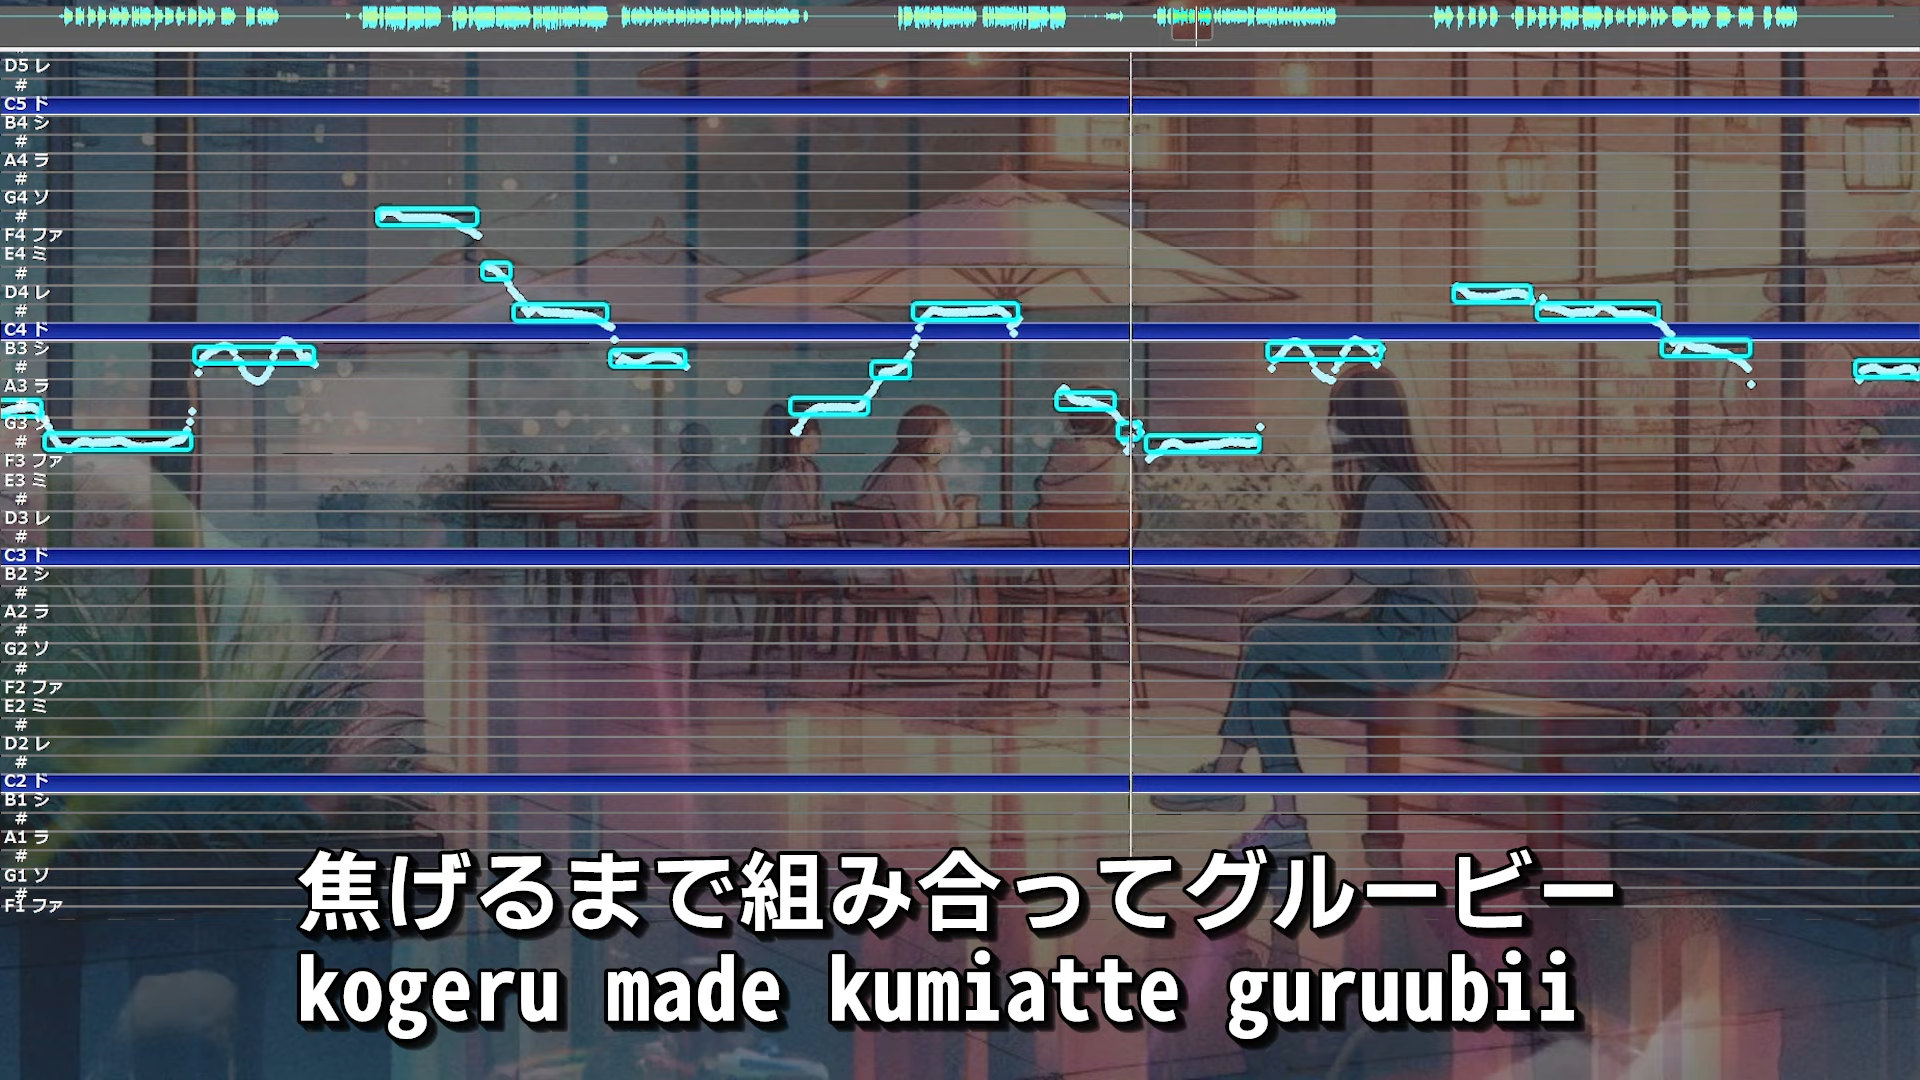 D5 レ
#
C5 ド
B4 シ
#
A4 ラ
#
G4 ソ
#
F4 ファ
E4 ミ
#
D4 レ
#
C4 ド
B3 シ
#
A3 ラ
G3
#
F3 ファ
E3 ミ
#
D3 レ
#
C3 ド
B2 シ
#
A2 ラ
#
G2 ソ
#
F2 ファ
E2 ミ
#
D2 レ
#
C2 ド
B1 シ
#
A1 ラ
#
G1 ソ
#
F1 ファ
焦げるまで組み合ってグルービー
kogeru made kumiatte guruubii